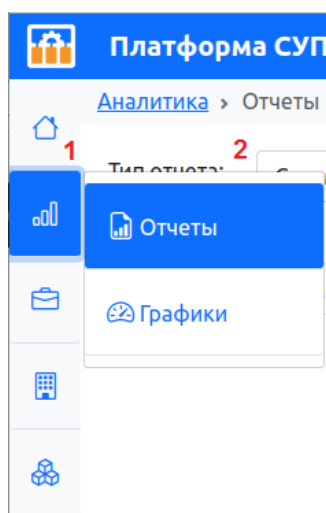 Платформа СУП
Аналитика > Отчеты
1
2
Тип отчета:
Отчеты
Графики